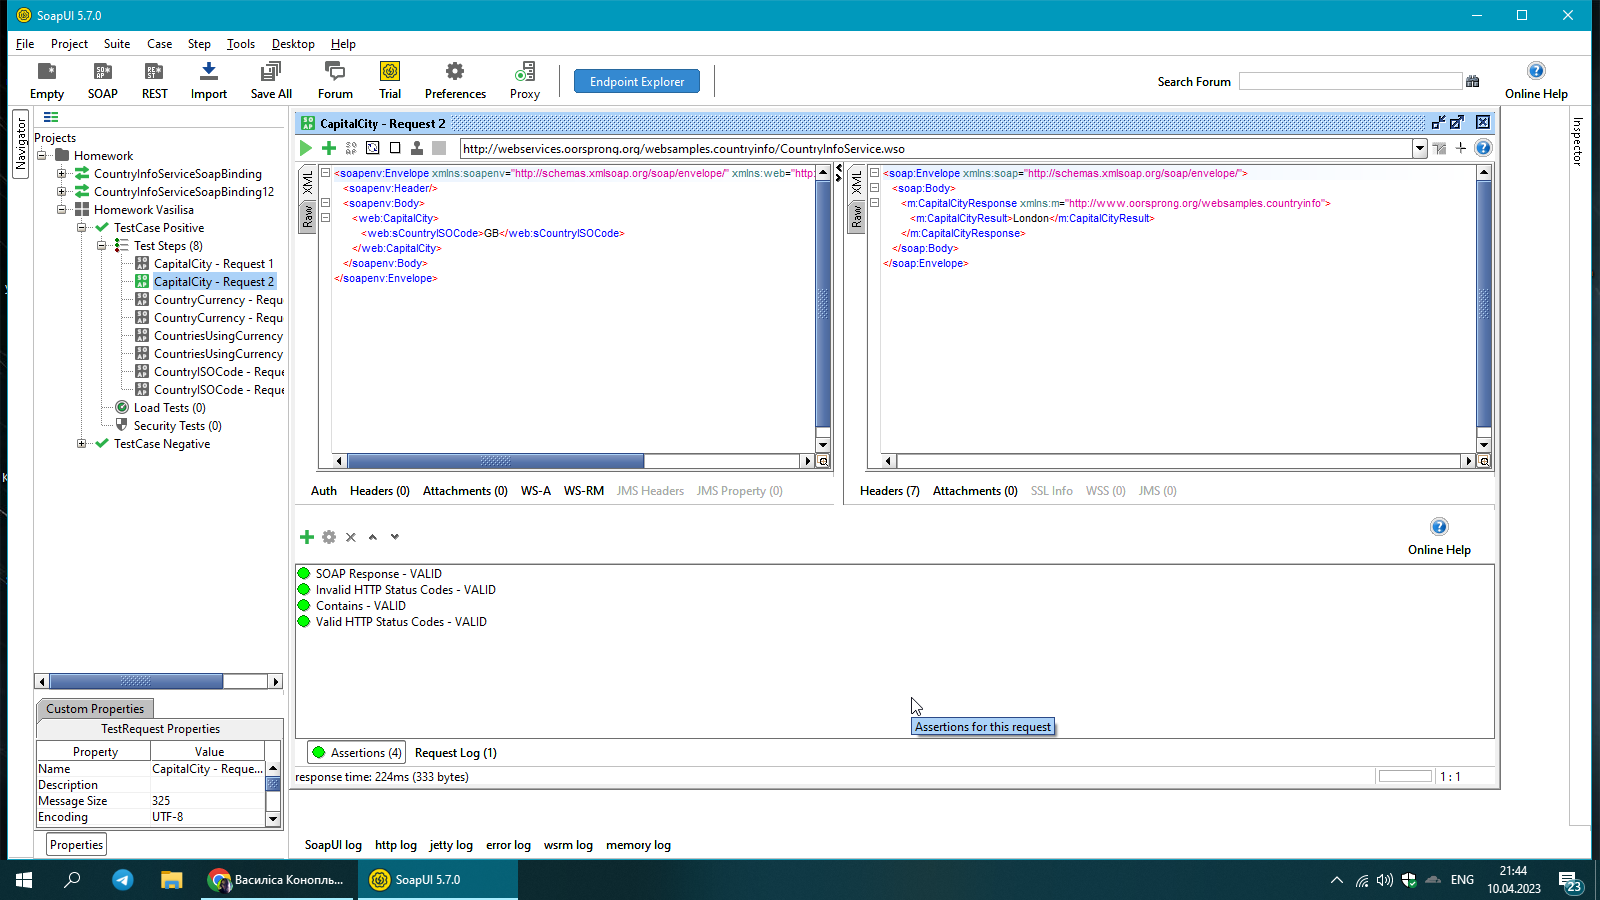 SoapUI 5.7.0
File Project Suite Case Step Tools Desktop Help
Empty SOAP REST Import Save All Forum Trial Preferences Proxy Endpoint Explorer Search Forum Online Help
Navigator
Projects
Homework
CountryInfoServiceSoapBinding
CountryInfoServiceSoapBinding12
Homework Vasilisa
TestCase Positive
Test Steps (8)
CapitalCity - Request 1
CapitalCity - Request 2
CountryCurrency - Requ
CountryCurrency - Requ
CountriesUsingCurrency
CountriesUsingCurrency
CountryISOCode - Reque
CountryISOCode - Reque
Load Tests (0)
Security Tests (0)
TestCase Negative
Custom Properties
TestRequest Properties
Property Value
Name CapitalCity - Reque...
Description
Message Size 325
Encoding UTF-8
Properties
CapitalCity - Request 2
http://webservices.oorsprong.org/websamples.countryinfo/CountryInfoService.wso
XML
Raw
<soapenv:Envelope xmlns:soapenv="http://schemas.xmlsoap.org/soap/envelope/" xmlns:web="http:
<soapenv:Header/>
<soapenv:Body>
<web:CapitalCity>
<web:sCountryISOCode>GB</web:sCountryISOCode>
</web:CapitalCity>
</soapenv:Body>
</soapenv:Envelope>
Auth Headers (0) Attachments (0) WS-A WS-RM JMS Headers JMS Property (0)
XML
Raw
<soap:Envelope xmlns:soap="http://schemas.xmlsoap.org/soap/envelope/">
<soap:Body>
<m:CapitalCityResponse xmlns:m="http://www.oorsprong.org/websamples.countryinfo">
<m:CapitalCityResult>London</m:CapitalCityResult>
</m:CapitalCityResponse>
</soap:Body>
</soap:Envelope>
Headers (7) Attachments (0) SSL Info WSS (0) JMS (0)
Inspector
Online Help
SOAP Response - VALID
Invalid HTTP Status Codes - VALID
Contains - VALID
Valid HTTP Status Codes - VALID
Assertions for this request
Assertions (4) Request Log (1)
response time: 224ms (333 bytes) 1 : 1
SoapUI log http log jetty log error log wsrm log memory log
Василіса Конопль... SoapUI 5.7.0 ENG 21:44
10.04.2023 23